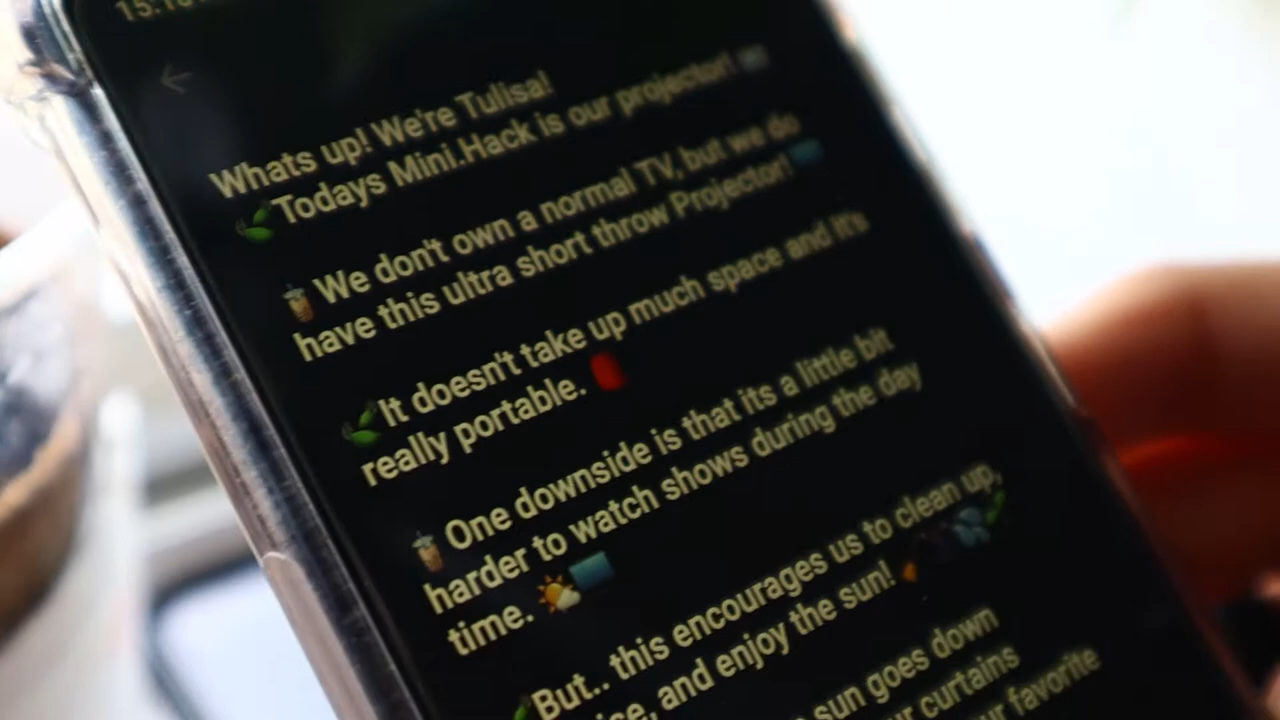 Whats up! We're Tulisa!
Todays Mini.Hack is our projector!
We don't own a normal TV, but we do
have this ultra short throw Projector!
It doesn't take up much space and it's
really portable.
One downside is that its a little bit
harder to watch shows during the day
time.
But.. this encourages us to clean up,
and enjoy the sun!
sun goes down
curtains
favorite